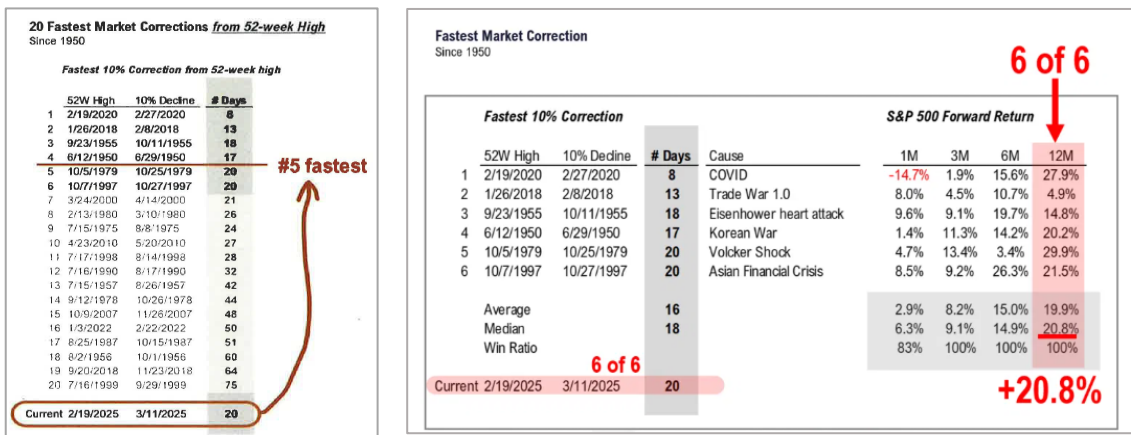 20 Fastest Market Corrections from 52-week High
Since 1950
Fastest 10% Correction from 52-week high
52W High 10% Decline # Days
1 2/19/2020 2/27/2020 8
2 1/26/2018 2/8/2018 13
3 9/23/1955 10/11/1955 18
4 6/12/1950 6/29/1950 17
5 10/5/1979 10/25/1979 20
6 10/7/1997 10/27/1997 20
7 3/24/2000 4/14/2000 21
8 2/13/1980 3/10/1980 26
9 7/15/1975 8/8/1975 24
10 4/23/2010 5/20/2010 27
11 7/17/1998 8/14/1998 28
12 7/16/1990 8/17/1990 32
13 7/15/1957 8/26/1957 42
14 9/12/1978 10/26/1978 44
15 10/9/2007 11/26/2007 48
16 1/3/2022 2/22/2022 50
17 8/25/1987 10/15/1987 51
18 8/2/1956 10/1/1956 60
19 9/20/2018 11/23/2018 64
20 7/16/1999 9/29/1999 75
Current 2/19/2025 3/11/2025 20
#5 fastest
Fastest Market Correction
Since 1950
6 of 6
Fastest 10% Correction S&P 500 Forward Return
52W High 10% Decline # Days Cause 1M 3M 6M 12M
1 2/19/2020 2/27/2020 8 COVID -14.7% 1.9% 15.6% 27.9%
2 1/26/2018 2/8/2018 13 Trade War 1.0 8.0% 4.5% 10.7% 4.9%
3 9/23/1955 10/11/1955 18 Eisenhower heart attack 9.6% 9.1% 19.7% 14.8%
4 6/12/1950 6/29/1950 17 Korean War 1.4% 11.3% 14.2% 20.2%
5 10/5/1979 10/25/1979 20 Volcker Shock 4.7% 13.4% 3.4% 29.9%
6 10/7/1997 10/27/1997 20 Asian Financial Crisis 8.5% 9.2% 26.3% 21.5%
Average 16 2.9% 8.2% 15.0% 19.9%
Median 18 6.3% 9.1% 14.9% 20.8%
Win Ratio 83% 100% 100% 100%
6 of 6
Current 2/19/2025 3/11/2025 20
+20.8%